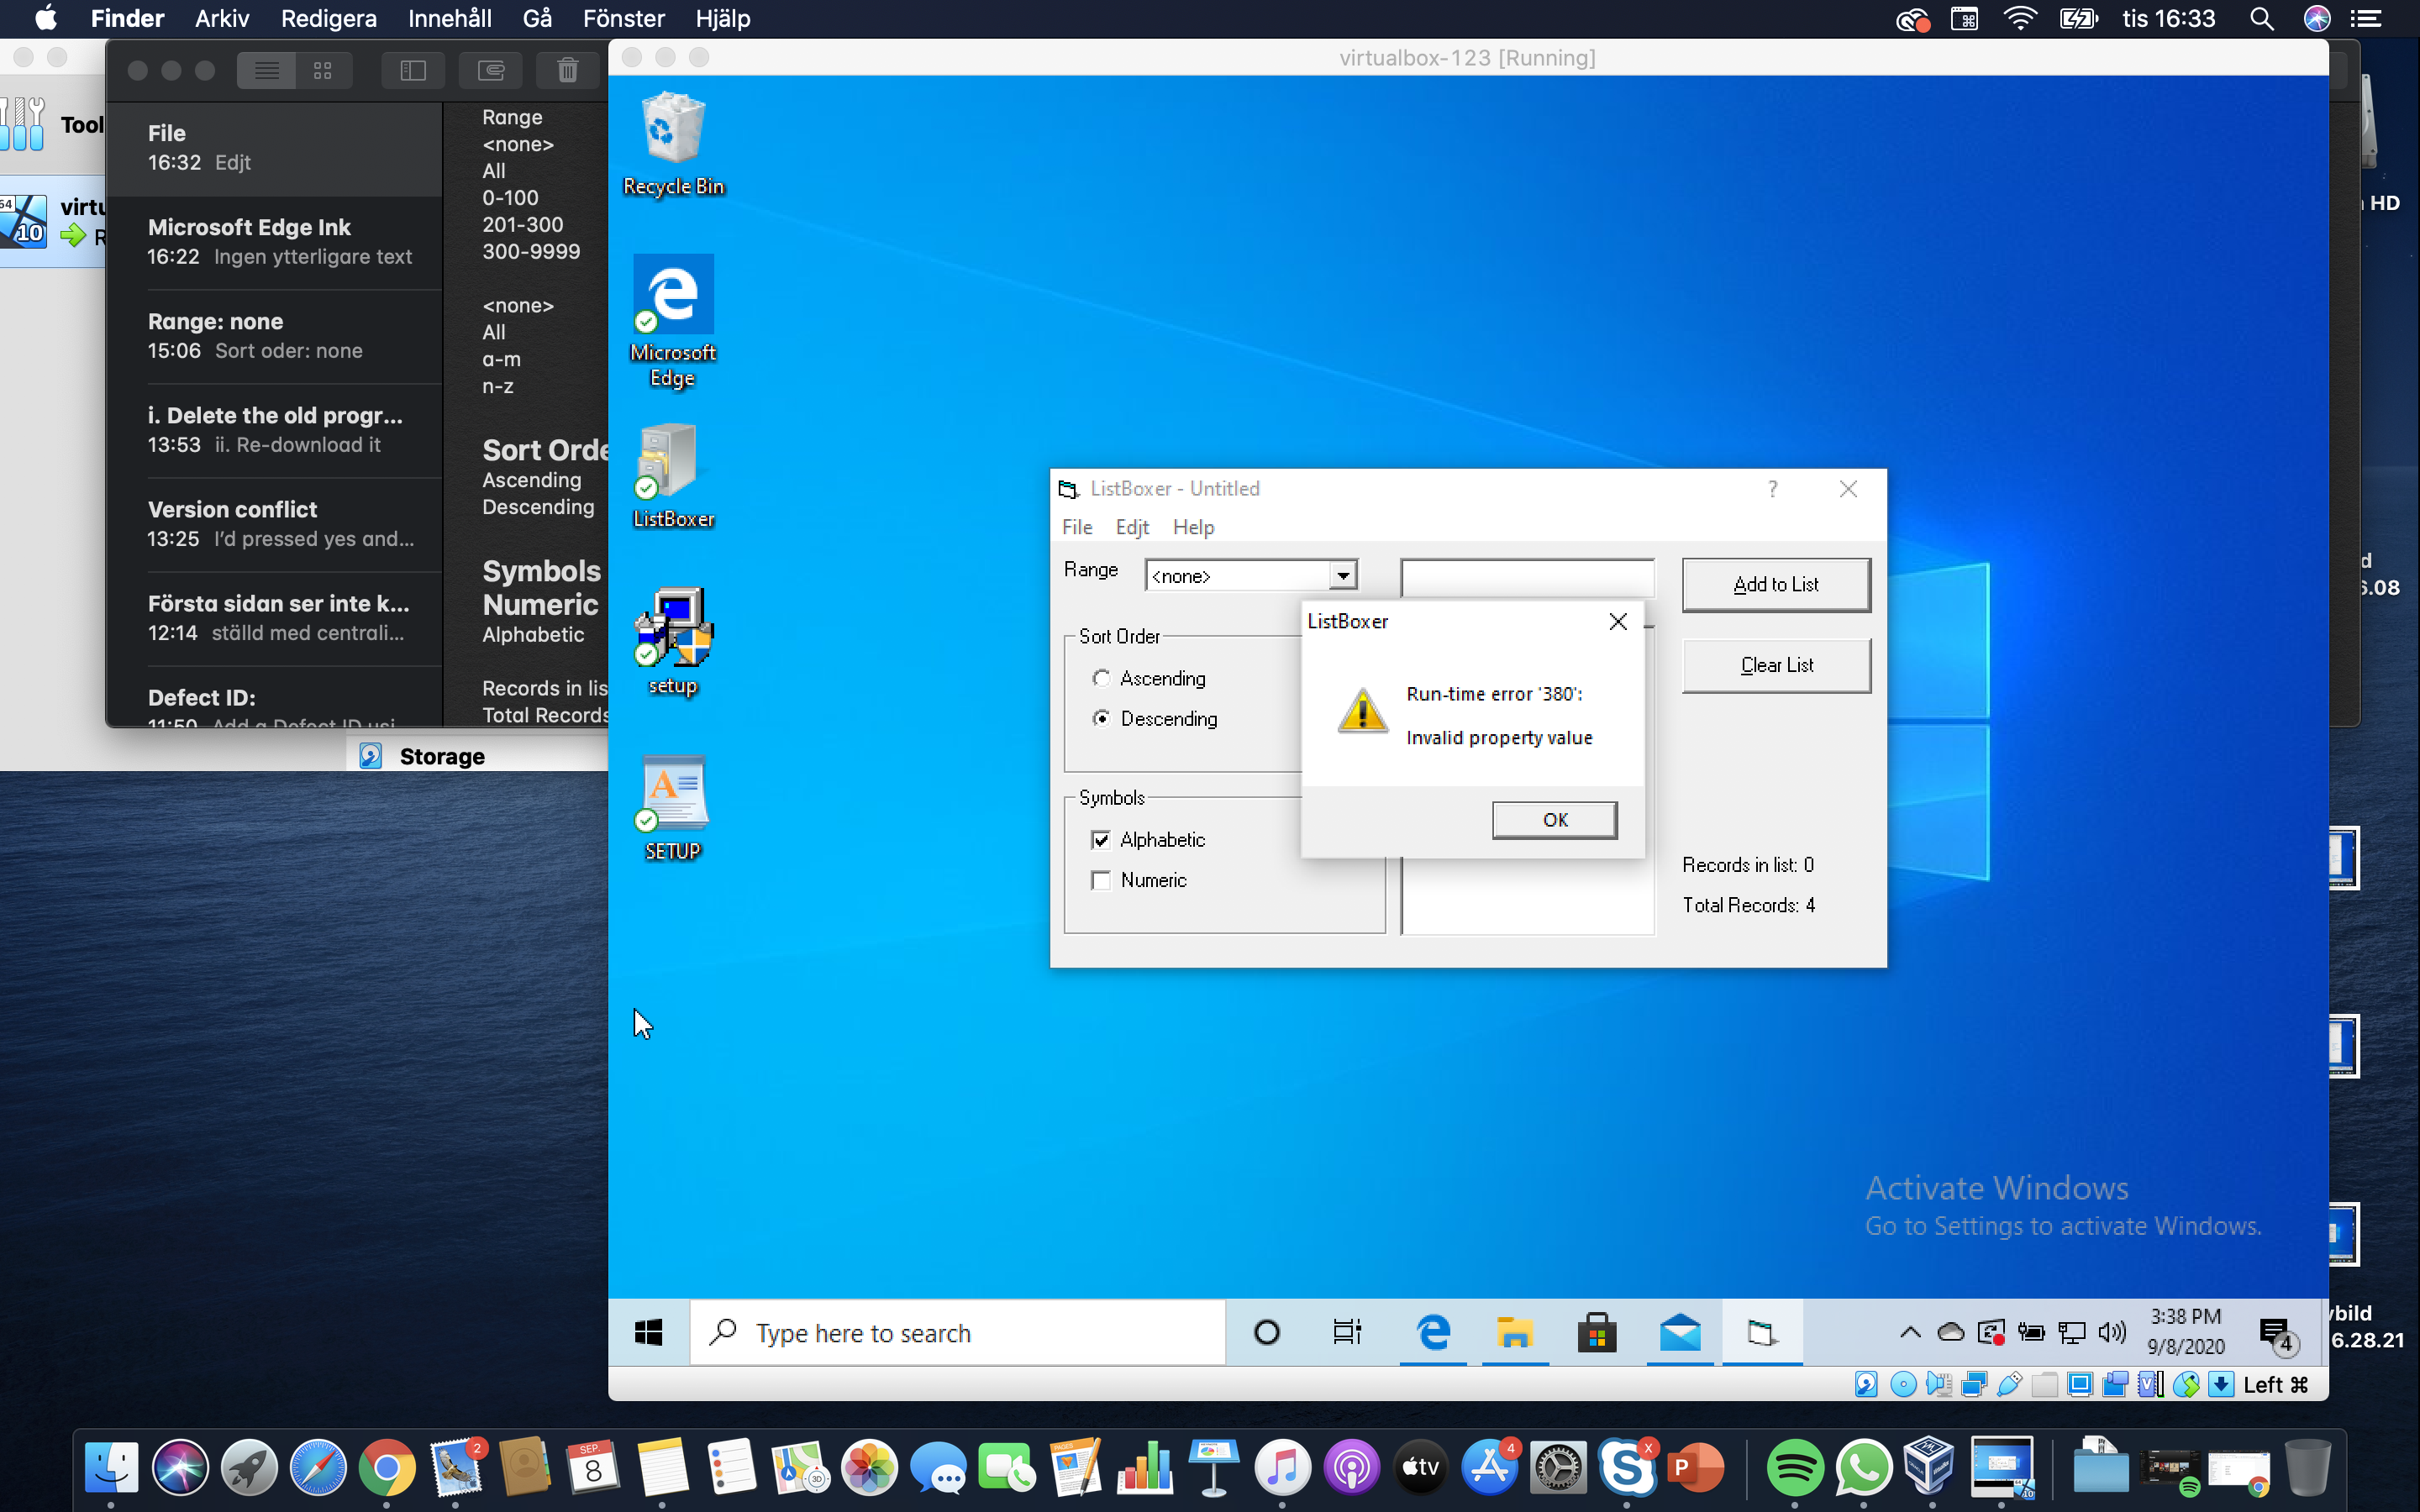 Finder Arkiv Redigera Innehåll Gå Fönster Hjälp
tis 16:33
virtualbox-123 [Running]
Tool
64
10
virtu
R
File
16:32 Edjt
Microsoft Edge Ink
16:22 Ingen ytterligare text
Range: none
15:06 Sort oder: none
i. Delete the old progr...
13:53 ii. Re-download it
Version conflict
13:25 I'd pressed yes and...
Första sidan ser inte k...
12:14 ställd med centrali...
Defect ID:
11:50 Add a Defect ID usi
Range
<none>
All
0-100
201-300
300-9999
<none>
All
a-m
n-z
Sort Orde
Ascending
Descending
Symbols
Numeric
Alphabetic
Records in lis
Total Records
Storage
Recycle Bin
Microsoft
Edge
ListBoxer
setup
SETUP
ListBoxer - Untitled
?
File Edjt Help
Range
<none>
Add to List
Clear List
Sort Order
Ascending
Descending
Symbols
Alphabetic
Numeric
ListBoxer
Run-time error '380':
Invalid property value
OK
Records in list: 0
Total Records: 4
Activate Windows
Go to Settings to activate Windows.
Type here to search
3:38 PM
9/8/2020
4
Left ⌘
HD
d
6.08
ybild
6.28.21
2
SEP.
8
3D
PAGES
tv
4
S
X
P
10